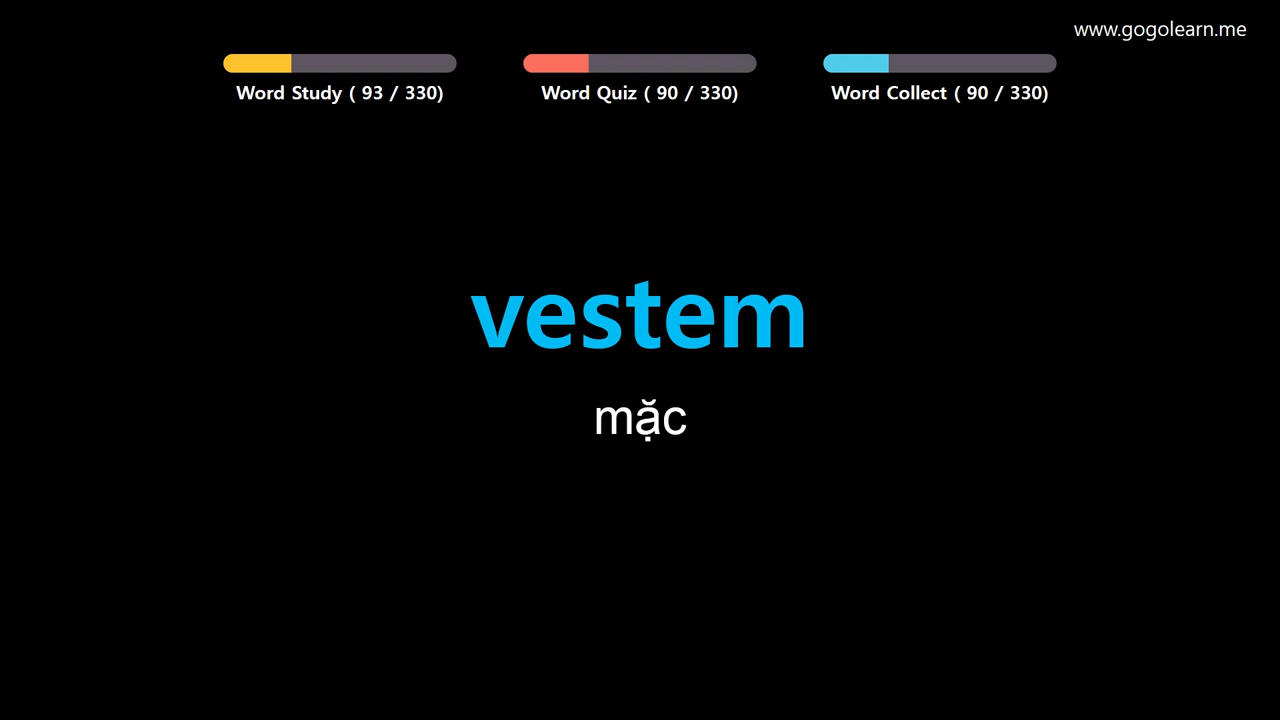 www.gogolearn.me
Word Study ( 93 / 330)
Word Quiz ( 90 / 330)
Word Collect ( 90 / 330)
vestem
mặc